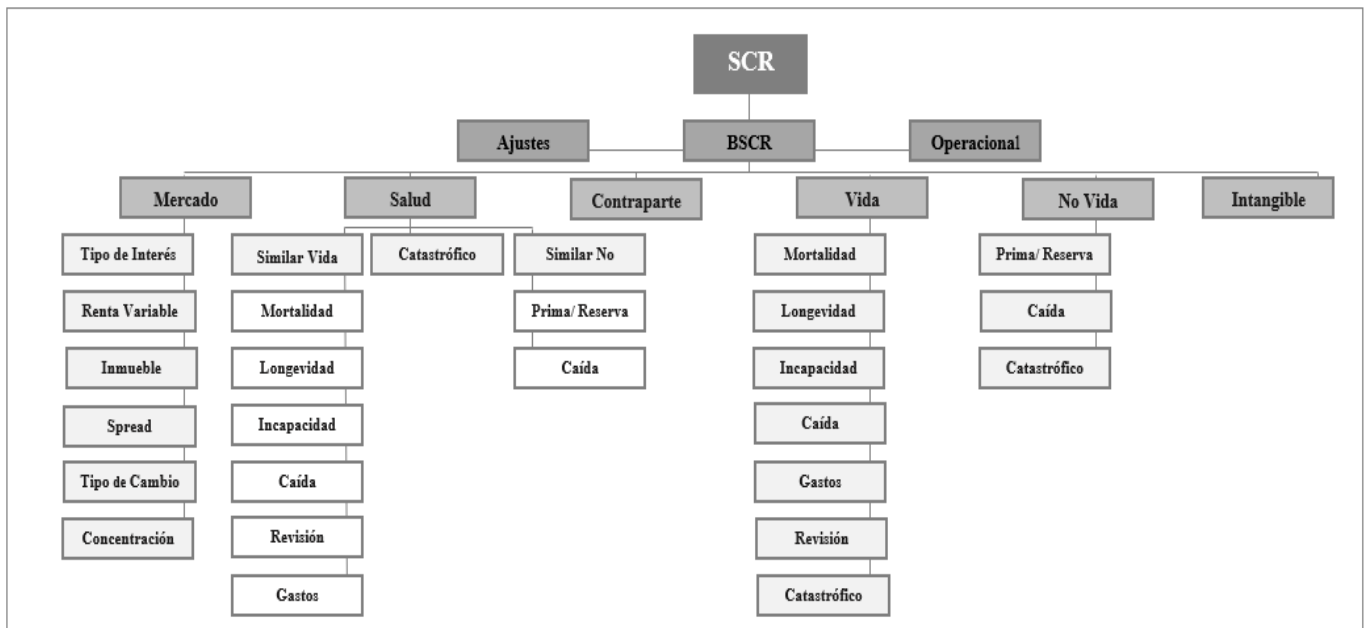 SCR
Ajustes
BSCR
Operacional
Mercado
Salud
Contraparte
Vida
No Vida
Intangible
Tipo de Interés
Similar Vida
Catastrófico
Similar No
Mortalidad
Prima/ Reserva
Renta Variable
Mortalidad
Prima/ Reserva
Longevidad
Caída
Inmueble
Longevidad
Caída
Incapacidad
Catastrófico
Spread
Incapacidad
Caída
Tipo de Cambio
Caída
Gastos
Concentración
Revisión
Revisión
Gastos
Catastrófico